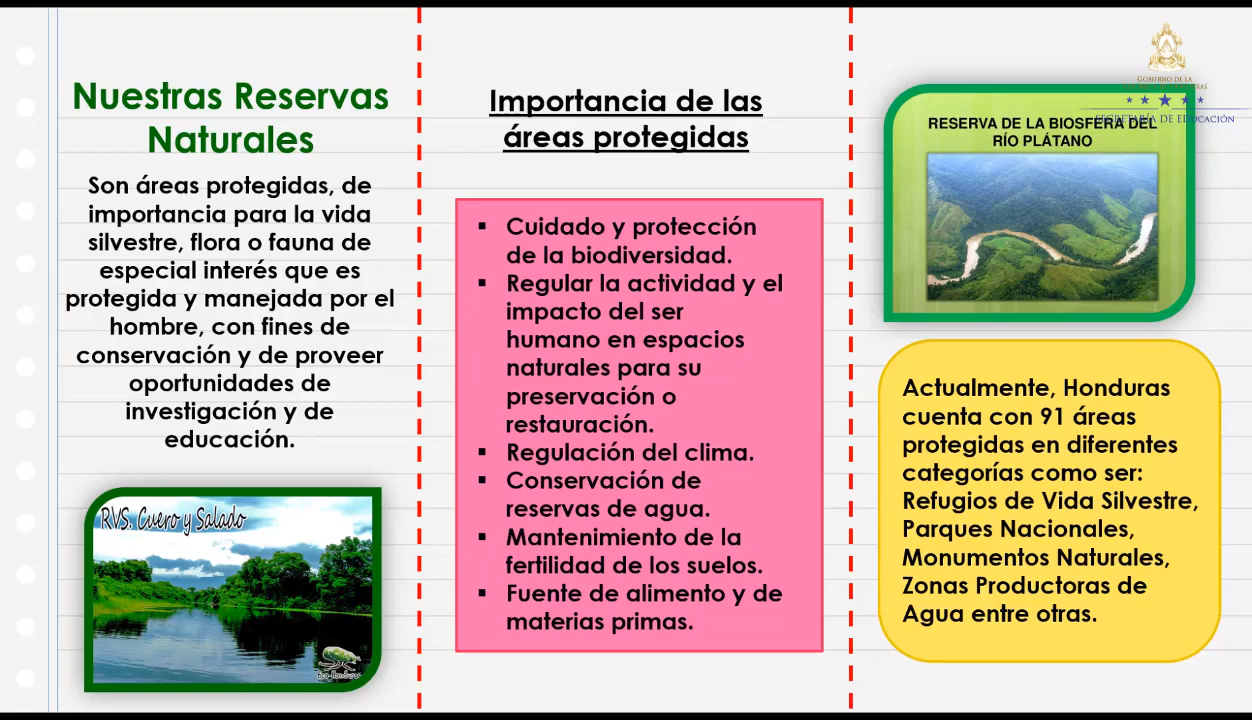 Nuestras Reservas
Naturales
Son áreas protegidas, de
importancia para la vida
silvestre, flora o fauna de
especial interés que es
protegida y manejada por el
hombre, con fines de
conservación y de proveer
oportunidades de
investigación y de
educación.
RVS. Cuero y Salado
Importancia de las
áreas protegidas
▪ Cuidado y protección
de la biodiversidad.
▪ Regular la actividad y el
impacto del ser
humano en espacios
naturales para su
preservación o
restauración.
▪ Regulación del clima.
▪ Conservación de
reservas de agua.
▪ Mantenimiento de la
fertilidad de los suelos.
▪ Fuente de alimento y de
materias primas.
GOBIERNO DE LA
SECRETARÍA DE EDUCACIÓN
RESERVA DE LA BIOSFERA DEL
RÍO PLÁTANO
Actualmente, Honduras
cuenta con 91 áreas
protegidas en diferentes
categorías como ser:
Refugios de Vida Silvestre,
Parques Nacionales,
Monumentos Naturales,
Zonas Productoras de
Agua entre otras.